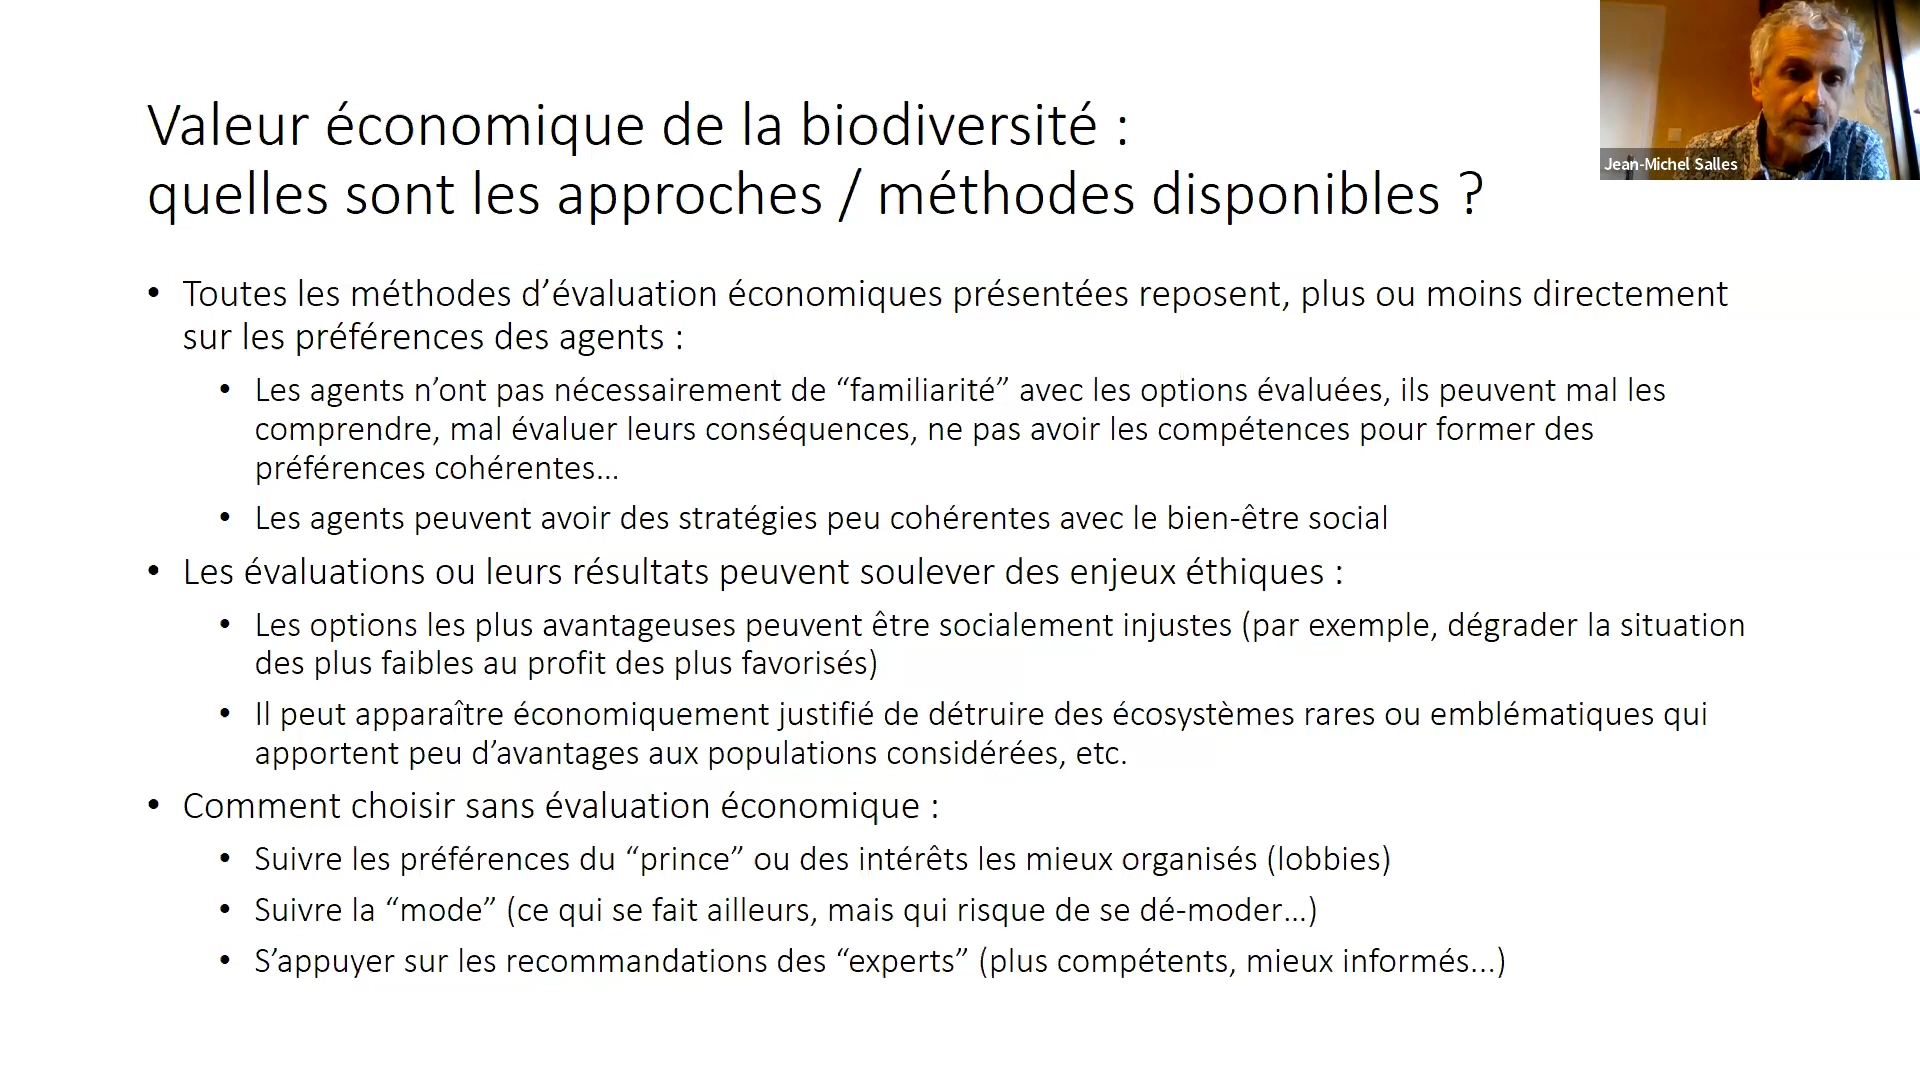 Valeur économique de la biodiversité :
quelles sont les approches / méthodes disponibles ?
Jean-Michel Salles
• Toutes les méthodes d’évaluation économiques présentées reposent, plus ou moins directement
sur les préférences des agents :
• Les agents n’ont pas nécessairement de “familiarité” avec les options évaluées, ils peuvent mal les
comprendre, mal évaluer leurs conséquences, ne pas avoir les compétences pour former des
préférences cohérentes…
• Les agents peuvent avoir des stratégies peu cohérentes avec le bien-être social
• Les évaluations ou leurs résultats peuvent soulever des enjeux éthiques :
• Les options les plus avantageuses peuvent être socialement injustes (par exemple, dégrader la situation
des plus faibles au profit des plus favorisés)
• Il peut apparaître économiquement justifié de détruire des écosystèmes rares ou emblématiques qui
apportent peu d’avantages aux populations considérées, etc.
• Comment choisir sans évaluation économique :
• Suivre les préférences du “prince” ou des intérêts les mieux organisés (lobbies)
• Suivre la “mode” (ce qui se fait ailleurs, mais qui risque de se dé-moder…)
• S’appuyer sur les recommandations des “experts” (plus compétents, mieux informés...)